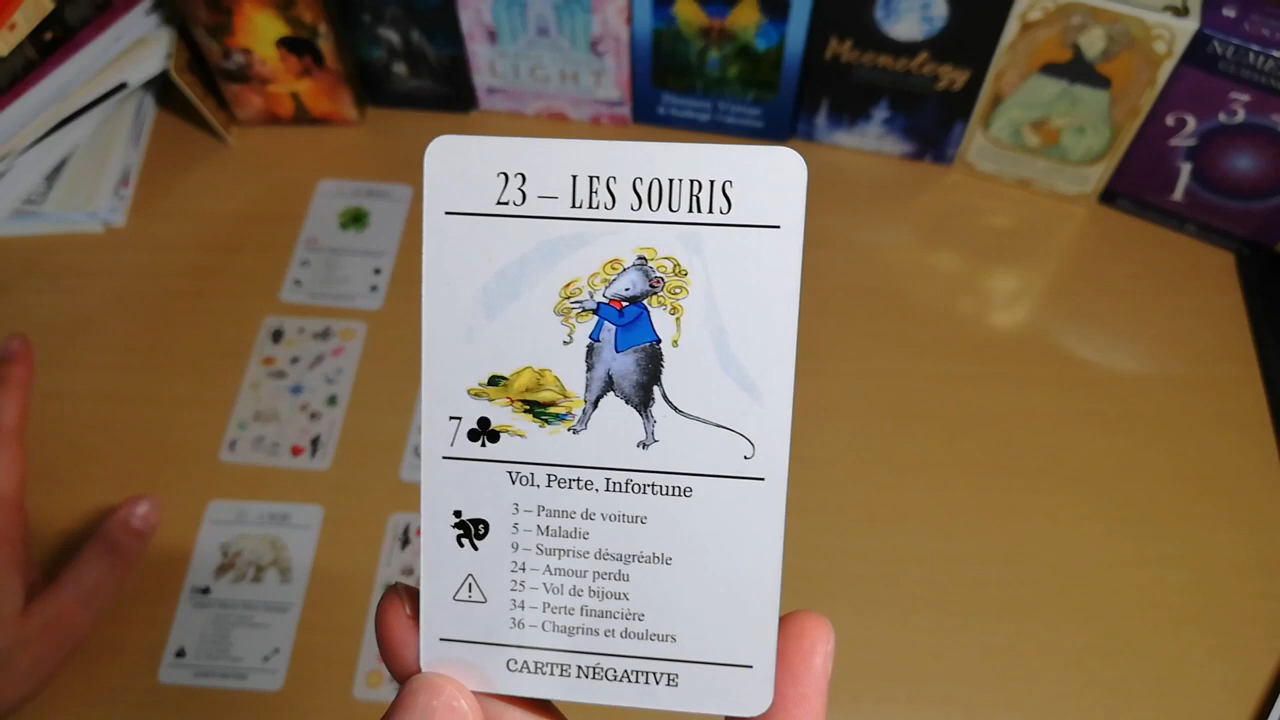 LIGHT
Moonology
3
2
1
23 – LES SOURIS
7
Vol, Perte, Infortune
3 – Panne de voiture
5 – Maladie
9 – Surprise désagréable
24 – Amour perdu
25 – Vol de bijoux
34 – Perte financière
36 – Chagrins et douleurs
CARTE NÉGATIVE